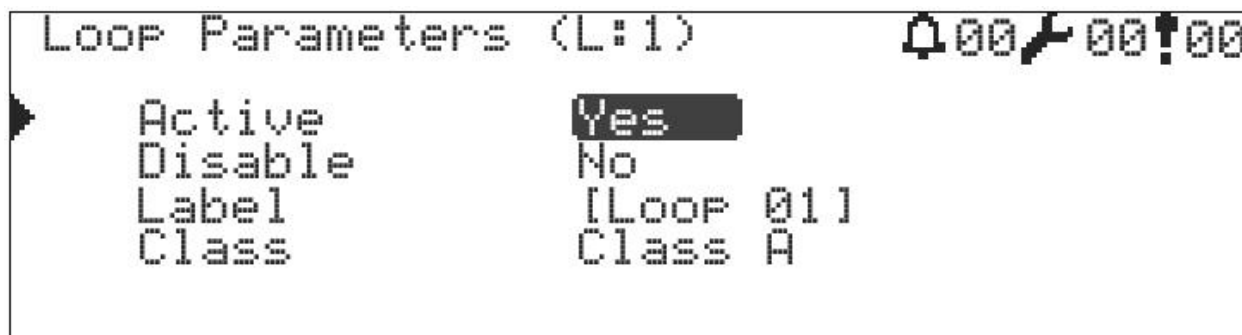 Loop Parameters (L:1) 00 00 00
Active Yes
Disable No
Label [Loop 01]
Class Class A